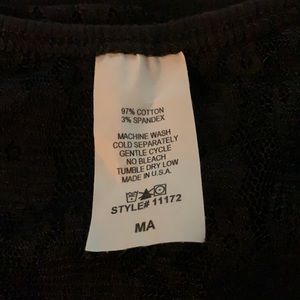 97% COTTON
3% SPANDEX
MACHINE WASH
COLD SEPARATELY
GENTLE CYCLE
NO BLEACH
TUMBLE DRY LOW
MADE IN U.S.A.
STYLE# 11172
MA